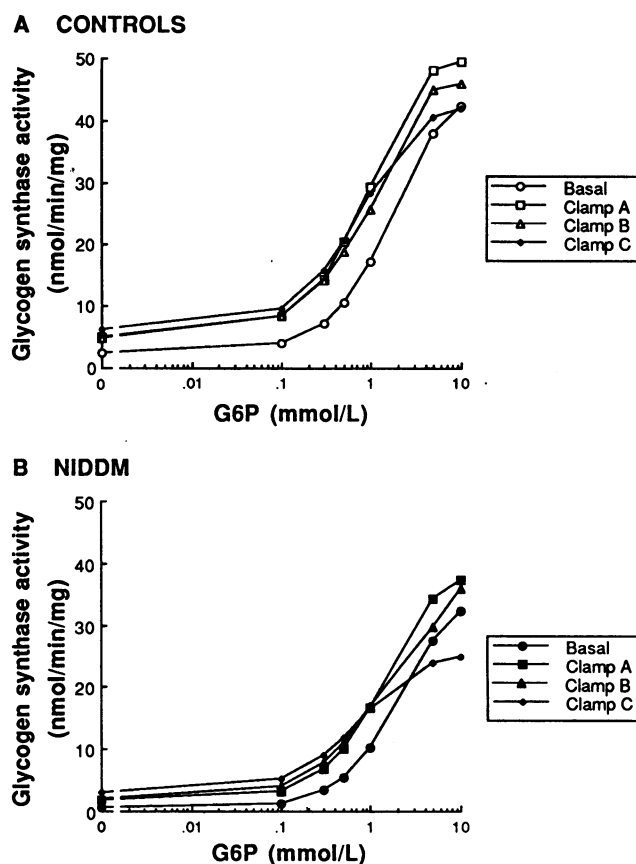 A CONTROLS
Glycogen synthase activity
(nmol/min/mg)
50
40
30
20
10
0
0
.01
.1
1
10
G6P (mmol/L)
Basal
Clamp A
Clamp B
Clamp C
B NIDDM
Glycogen synthase activity
(nmol/min/mg)
50
40
30
20
10
0
0
.01
.1
1
10
G6P (mmol/L)
Basal
Clamp A
Clamp B
Clamp C